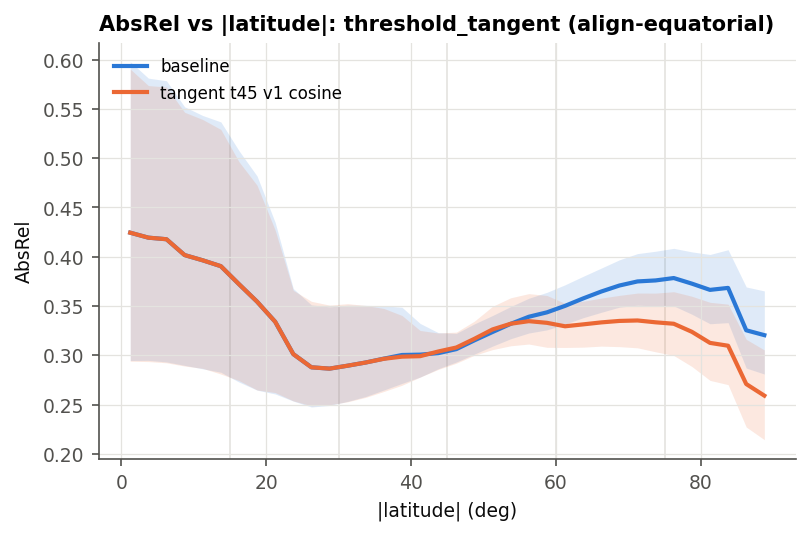 AbsRel vs |latitude|: threshold_tangent (align-equatorial)
baseline
tangent t45 v1 cosine
0.60
0.55
0.50
0.45
0.40
0.35
0.30
0.25
0.20
AbsRel
0 20 40 60 80
|latitude| (deg)